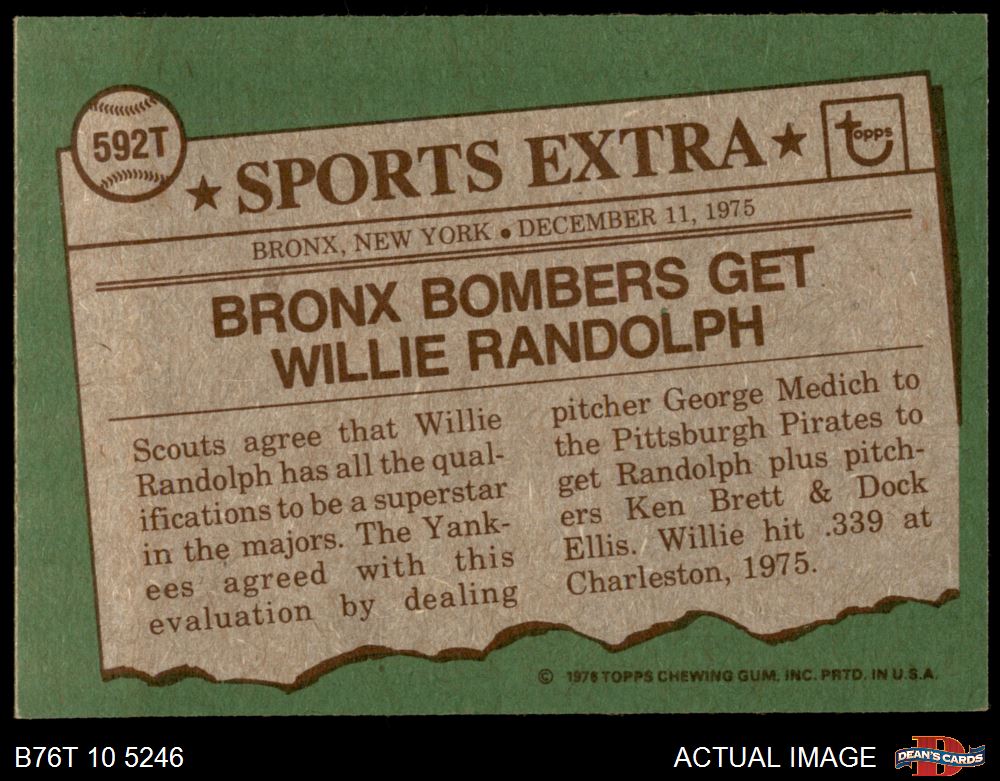 592T
★ SPORTS EXTRA ★
topps
BRONX, NEW YORK • DECEMBER 11, 1975
BRONX BOMBERS GET
WILLIE RANDOLPH
Scouts agree that Willie
Randolph has all the qual-
ifications to be a superstar
in the majors. The Yank-
ees agreed with this
evaluation by dealing
pitcher George Medich to
the Pittsburgh Pirates to
get Randolph plus pitch-
ers Ken Brett & Dock
Ellis. Willie hit .339 at
Charleston, 1975.
© 1976 TOPPS CHEWING GUM, INC. PRTD. IN U.S.A.
B76T 10 5246
ACTUAL IMAGE
D
DEAN'S CARDS